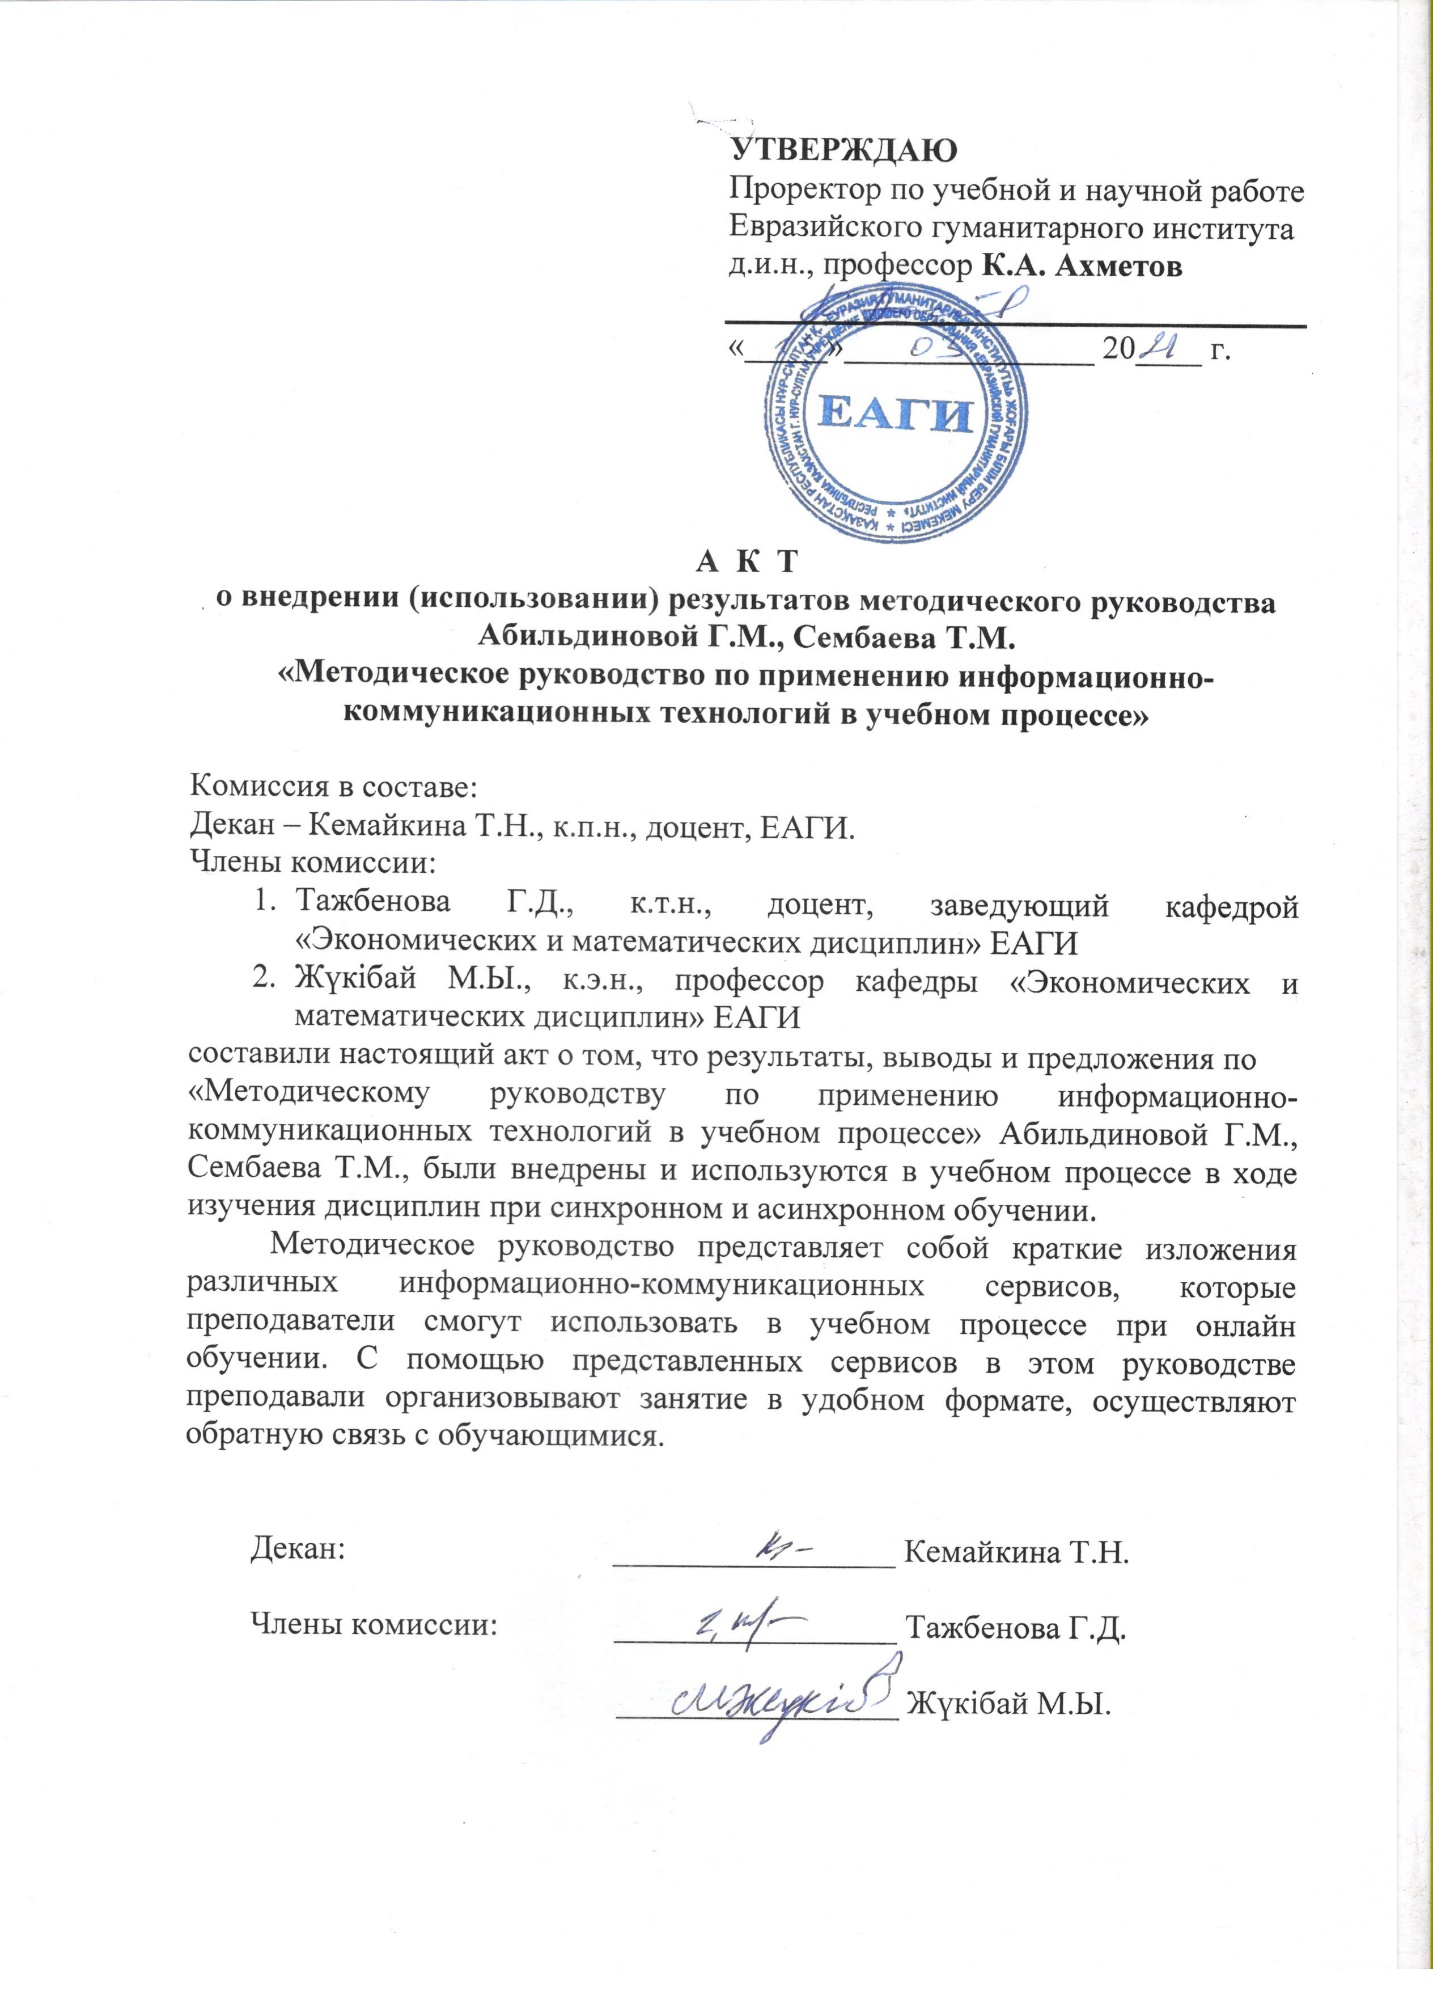 УТВЕРЖДАЮ
Проректор по учебной и научной работе
Евразийского гуманитарного института
д.и.н., профессор К.А. Ахметов
« » 03 2021 г.
ЕАГИ
А К Т
о внедрении (использовании) результатов методического руководства
Абильдиновой Г.М., Сембаева Т.М.
«Методическое руководство по применению информационно-
коммуникационных технологий в учебном процессе»
Комиссия в составе:
Декан – Кемайкина Т.Н., к.п.н., доцент, ЕАГИ.
Члены комиссии:
1. Тажбенова Г.Д., к.т.н., доцент, заведующий кафедрой
«Экономических и математических дисциплин» ЕАГИ
2. Жүкібай М.Ы., к.э.н., профессор кафедры «Экономических и
математических дисциплин» ЕАГИ
составили настоящий акт о том, что результаты, выводы и предложения по
«Методическому руководству по применению информационно-
коммуникационных технологий в учебном процессе» Абильдиновой Г.М.,
Сембаева Т.М., были внедрены и используются в учебном процессе в ходе
изучения дисциплин при синхронном и асинхронном обучении.
Методическое руководство представляет собой краткие изложения
различных информационно-коммуникационных сервисов, которые
преподаватели смогут использовать в учебном процессе при онлайн
обучении. С помощью представленных сервисов в этом руководстве
преподавали организовывают занятие в удобном формате, осуществляют
обратную связь с обучающимися.
Декан: Кемайкина Т.Н.
Члены комиссии: Тажбенова Г.Д.
Жүкібай М.Ы.